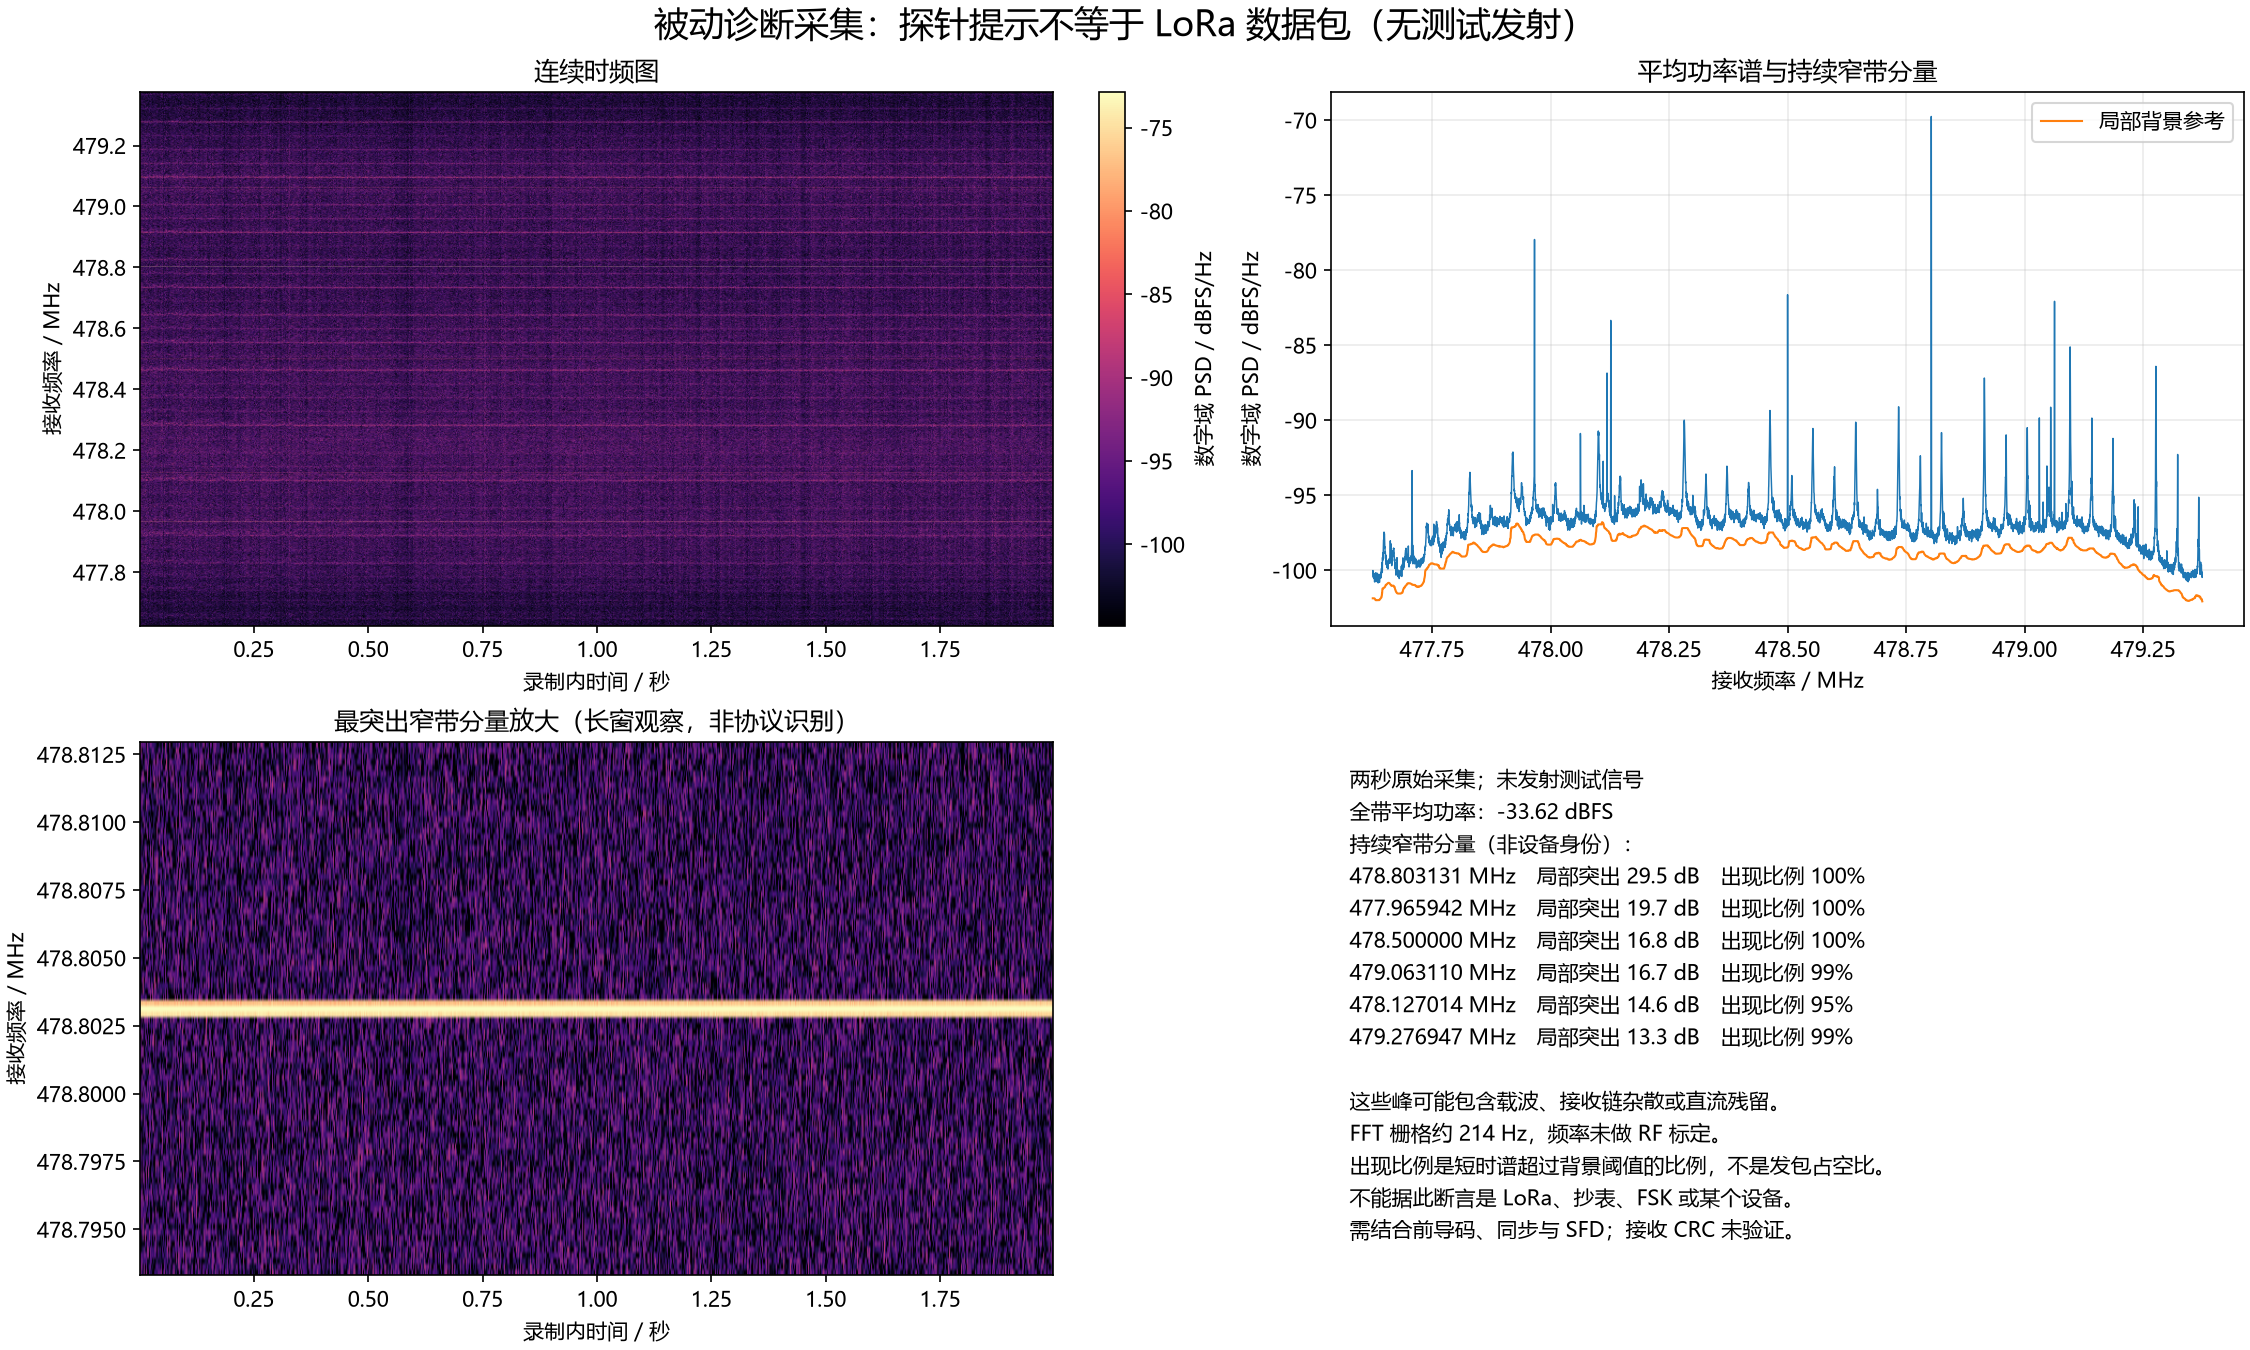 被动诊断采集：探针提示不等于 LoRa 数据包（无测试发射）
连续时频图
接收频率 / MHz
479.2
479.0
478.8
478.6
478.4
478.2
478.0
477.8
0.25 0.50 0.75 1.00 1.25 1.50 1.75
录制内时间 / 秒
-75
-80
-85
-90
-95
-100
数字域 PSD / dBFS/Hz
平均功率谱与持续窄带分量
数字域 PSD / dBFS/Hz
-70
-75
-80
-85
-90
-95
-100
局部背景参考
477.75 478.00 478.25 478.50 478.75 479.00 479.25
接收频率 / MHz
最突出窄带分量放大（长窗观察，非协议识别）
接收频率 / MHz
478.8125
478.8100
478.8075
478.8050
478.8025
478.8000
478.7975
478.7950
0.25 0.50 0.75 1.00 1.25 1.50 1.75
录制内时间 / 秒
两秒原始采集；未发射测试信号
全带平均功率：-33.62 dBFS
持续窄带分量（非设备身份）：
478.803131 MHz 局部突出 29.5 dB 出现比例 100%
477.965942 MHz 局部突出 19.7 dB 出现比例 100%
478.500000 MHz 局部突出 16.8 dB 出现比例 100%
479.063110 MHz 局部突出 16.7 dB 出现比例 99%
478.127014 MHz 局部突出 14.6 dB 出现比例 95%
479.276947 MHz 局部突出 13.3 dB 出现比例 99%
这些峰可能包含载波、接收链杂散或直流残留。
FFT 栅格约 214 Hz，频率未做 RF 标定。
出现比例是短时谱超过背景阈值的比例，不是发包占空比。
不能据此断言是 LoRa、抄表、FSK 或某个设备。
需结合前导码、同步与 SFD；接收 CRC 未验证。